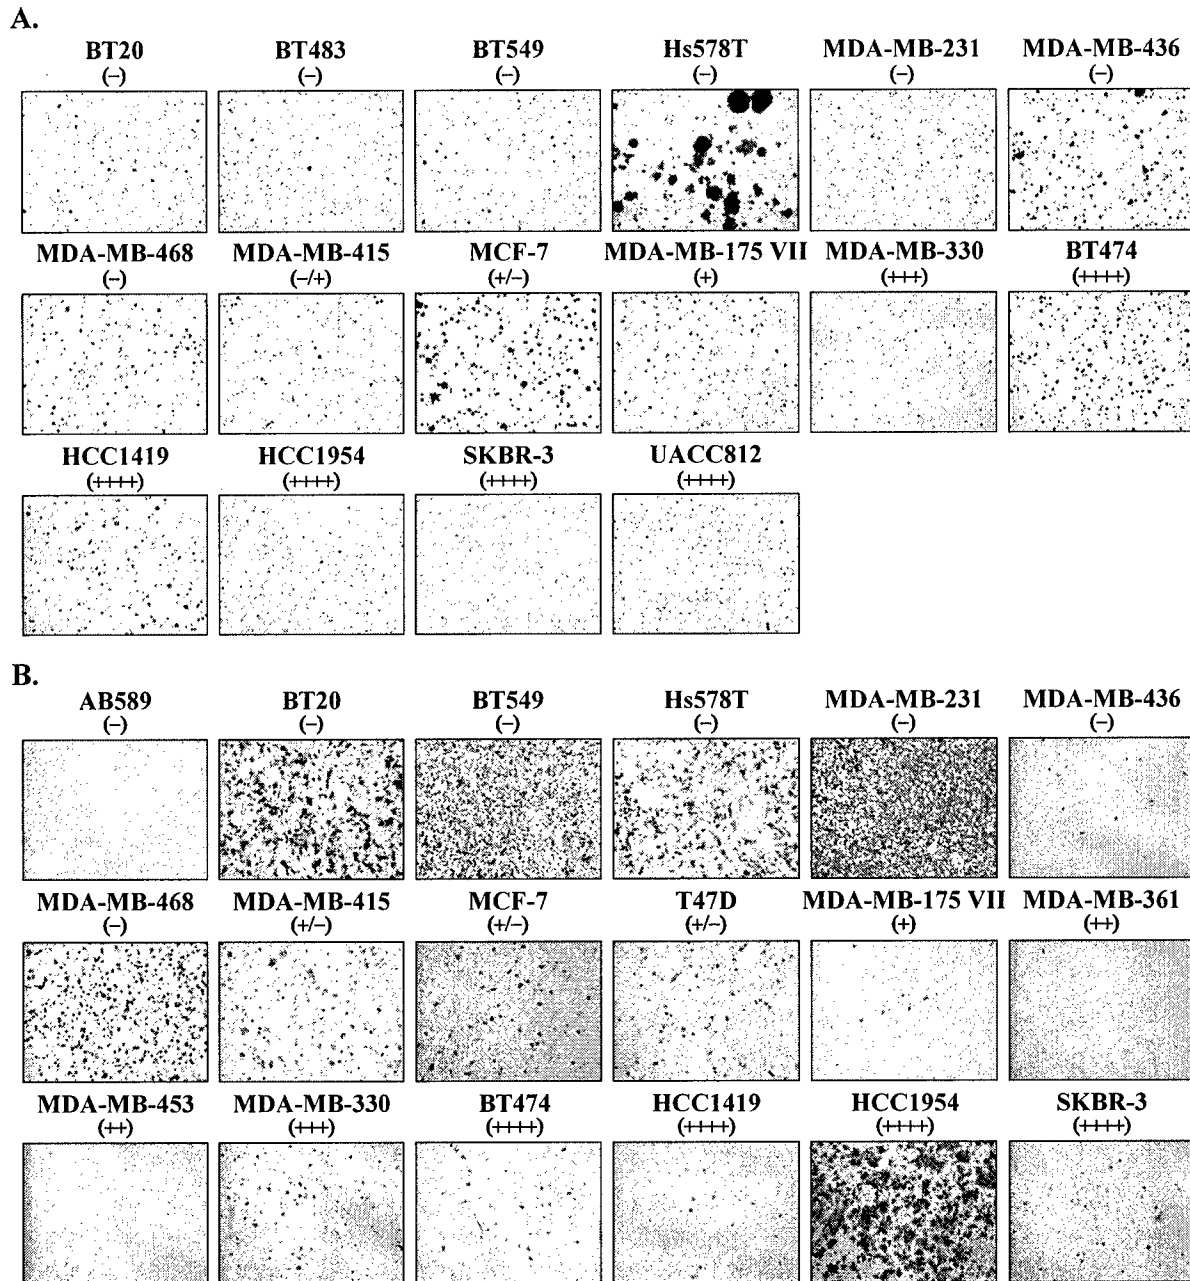 A.
BT20 BT483 BT549 Hs578T MDA-MB-231 MDA-MB-436
(−) (−) (−) (−) (−) (−)
MDA-MB-468 MDA-MB-415 MCF-7 MDA-MB-175 VII MDA-MB-330 BT474
(−) (−/+) (+/−) (+) (+++) (++++)
HCC1419 HCC1954 SKBR-3 UACC812
(++++) (++++) (++++) (++++)
B.
AB589 BT20 BT549 Hs578T MDA-MB-231 MDA-MB-436
(−) (−) (−) (−) (−) (−)
MDA-MB-468 MDA-MB-415 MCF-7 T47D MDA-MB-175 VII MDA-MB-361
(−) (+/−) (+/−) (+/−) (+) (++)
MDA-MB-453 MDA-MB-330 BT474 HCC1419 HCC1954 SKBR-3
(++) (+++) (++++) (++++) (++++) (++++)